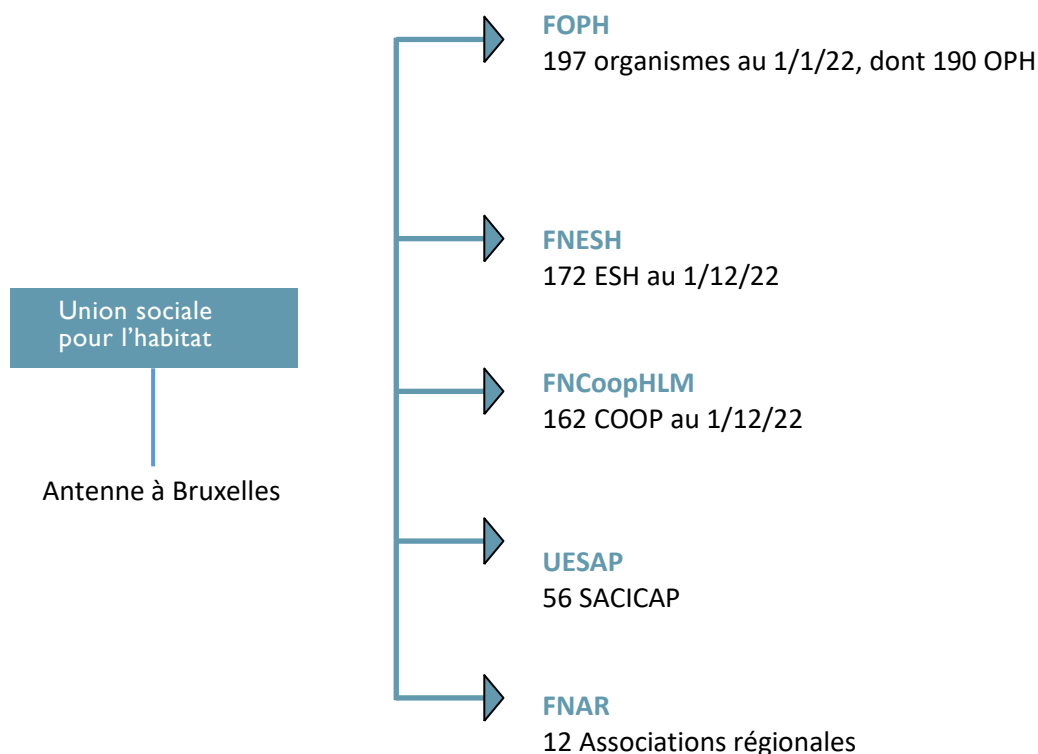 FOPH
197 organismes au 1/1/22, dont 190 OPH
FNESH
172 ESH au 1/12/22
Union sociale
pour l’habitat
FNCoopHLM
162 COOP au 1/12/22
Antenne à Bruxelles
UESAP
56 SACICAP
FNAR
12 Associations régionales